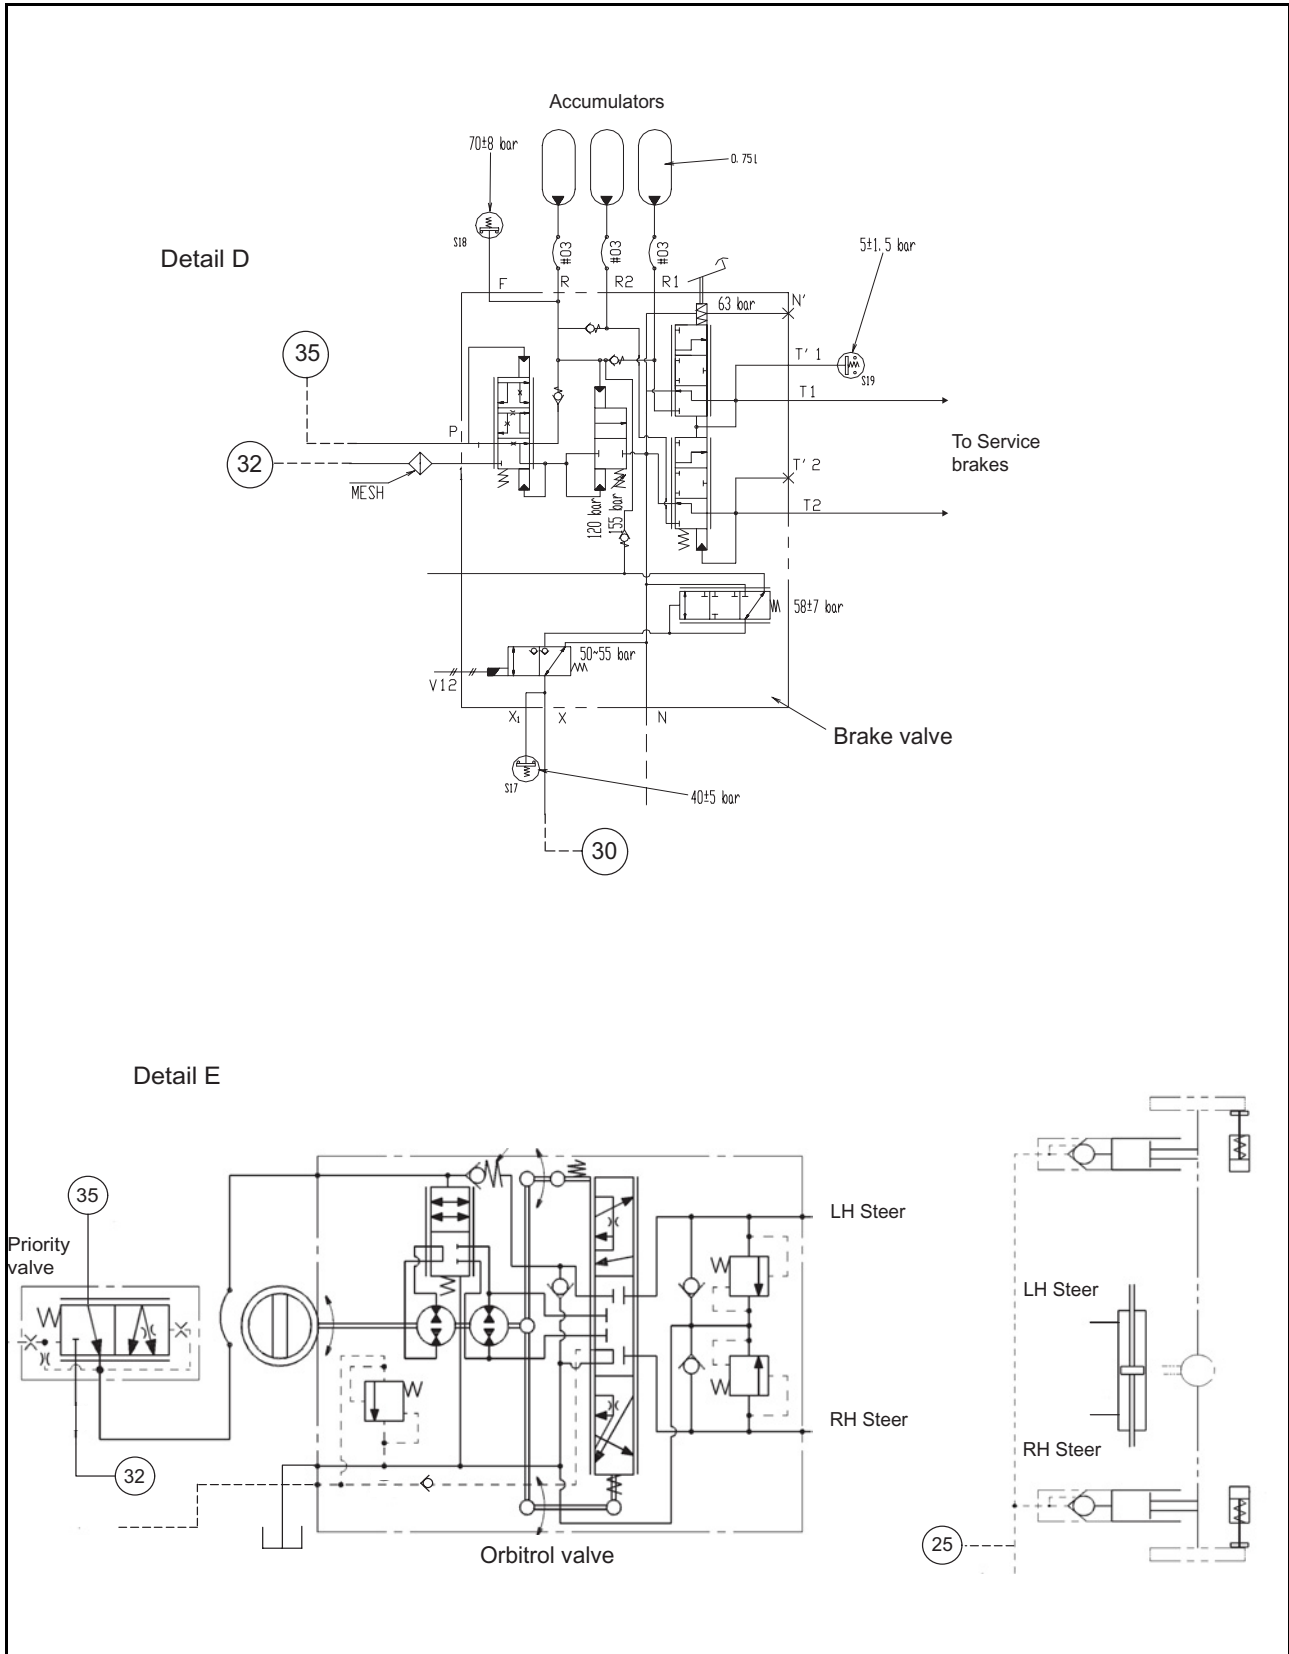 Accumulators
70±8 bar
0.75l
S18
#03
#03
#03
5±1.5 bar
Detail D
F
R
R2
R1
63 bar
N'
35
T' 1
S19
T1
P
32
To Service
brakes
T' 2
MESH
120 bar
155 bar
T2
58±7 bar
50~55 bar
V12
X1
X
N
Brake valve
S17
40±5 bar
30
Detail E
35
LH Steer
Priority
valve
LH Steer
RH Steer
RH Steer
32
25
Orbitrol valve